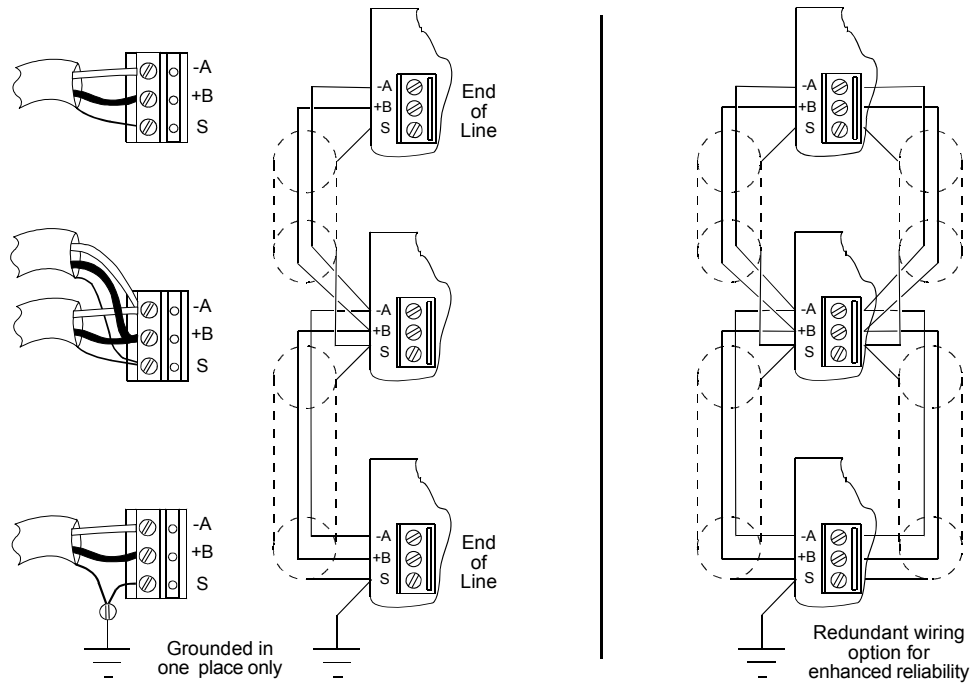 -A
+B
S
-A
+B
S
End
of
Line
-A
+B
S
-A
+B
S
-A
+B
S
-A
+B
S
-A
+B
S
-A
+B
S
End
of
Line
-A
+B
S
Grounded in
one place only
Redundant wiring
option for
enhanced reliability